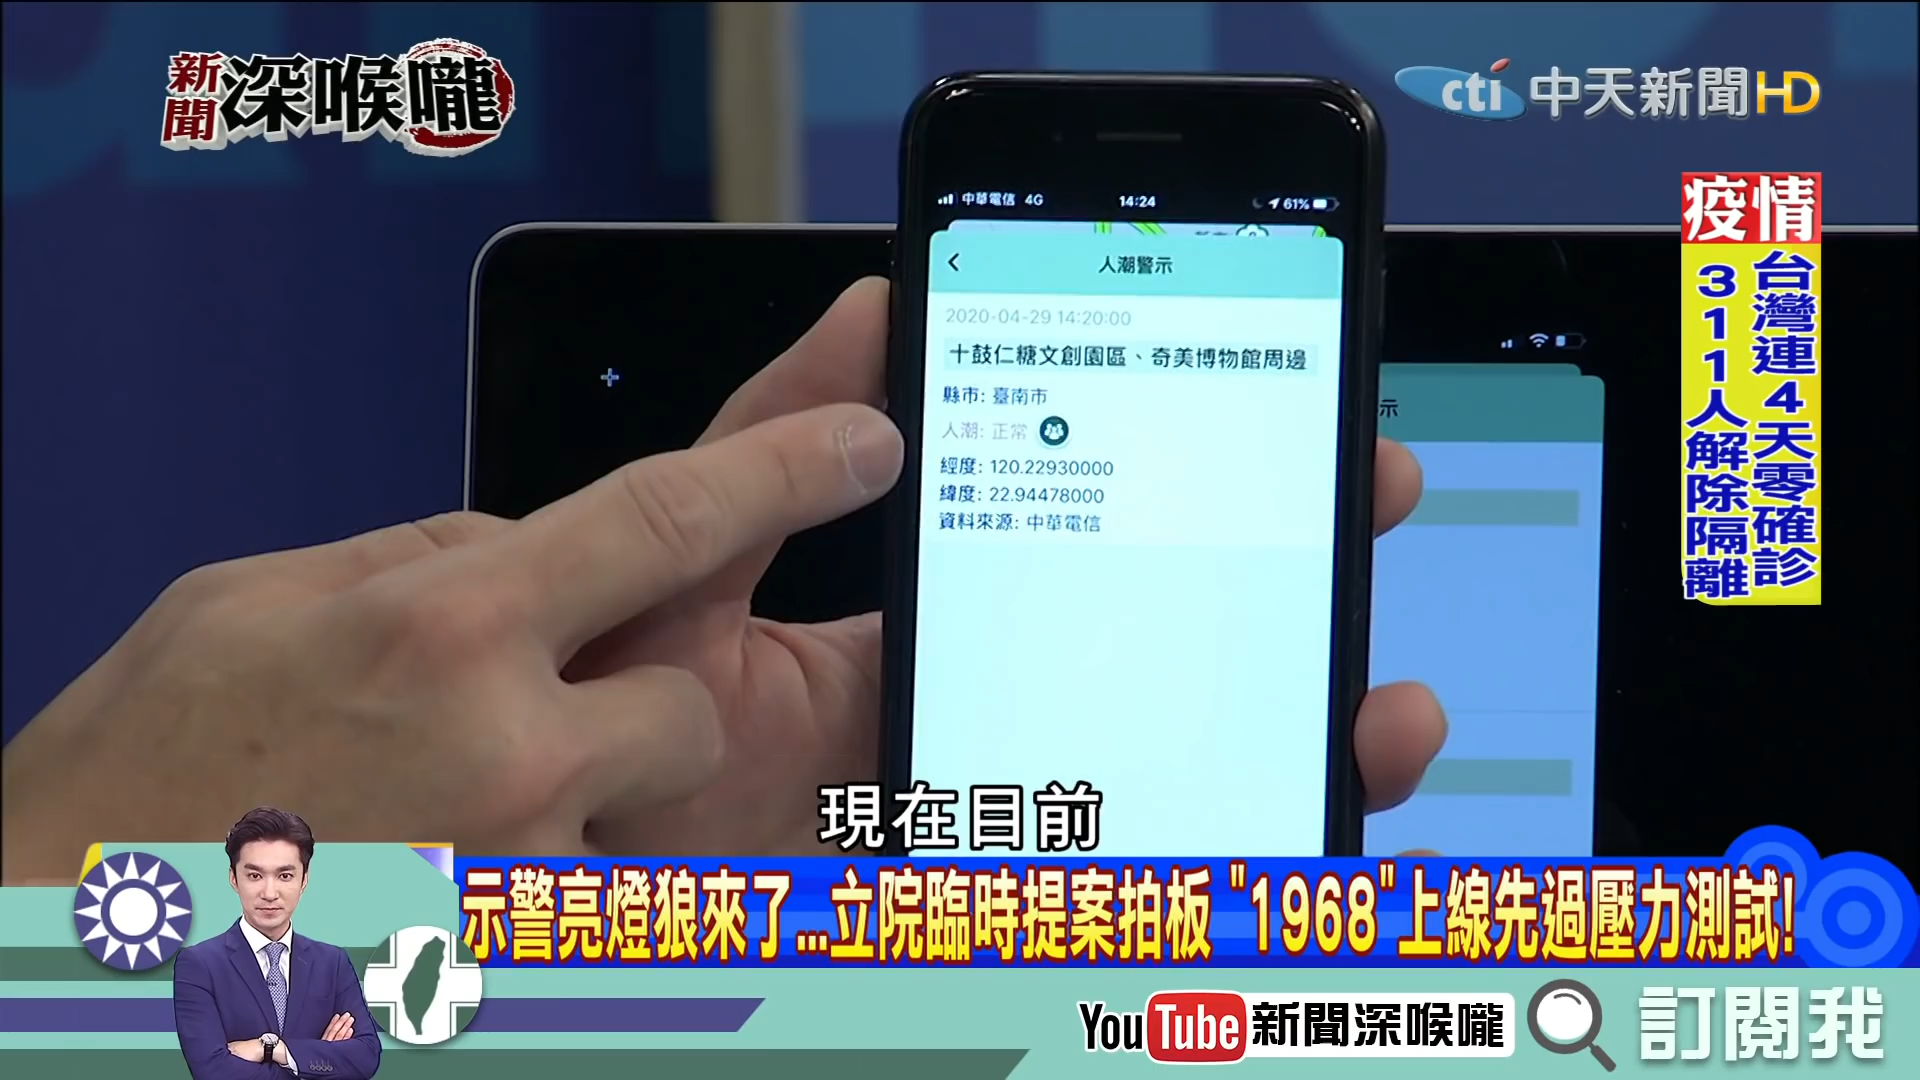 新聞深喉嚨
cti 中天新聞HD
疫情
台灣連4天零確診
311人解除隔離
中華電信 4G 14:24 61%
人潮警示
2020-04-29 14:20:00
十鼓仁糖文創園區、奇美博物館周邊
縣市: 臺南市
人潮: 正常
經度: 120.22930000
緯度: 22.94478000
資料來源: 中華電信
示
現在目前
示警亮燈狼來了...立院臨時提案拍板 "1968"上線先過壓力測試!
YouTube 新聞深喉嚨 訂閱我